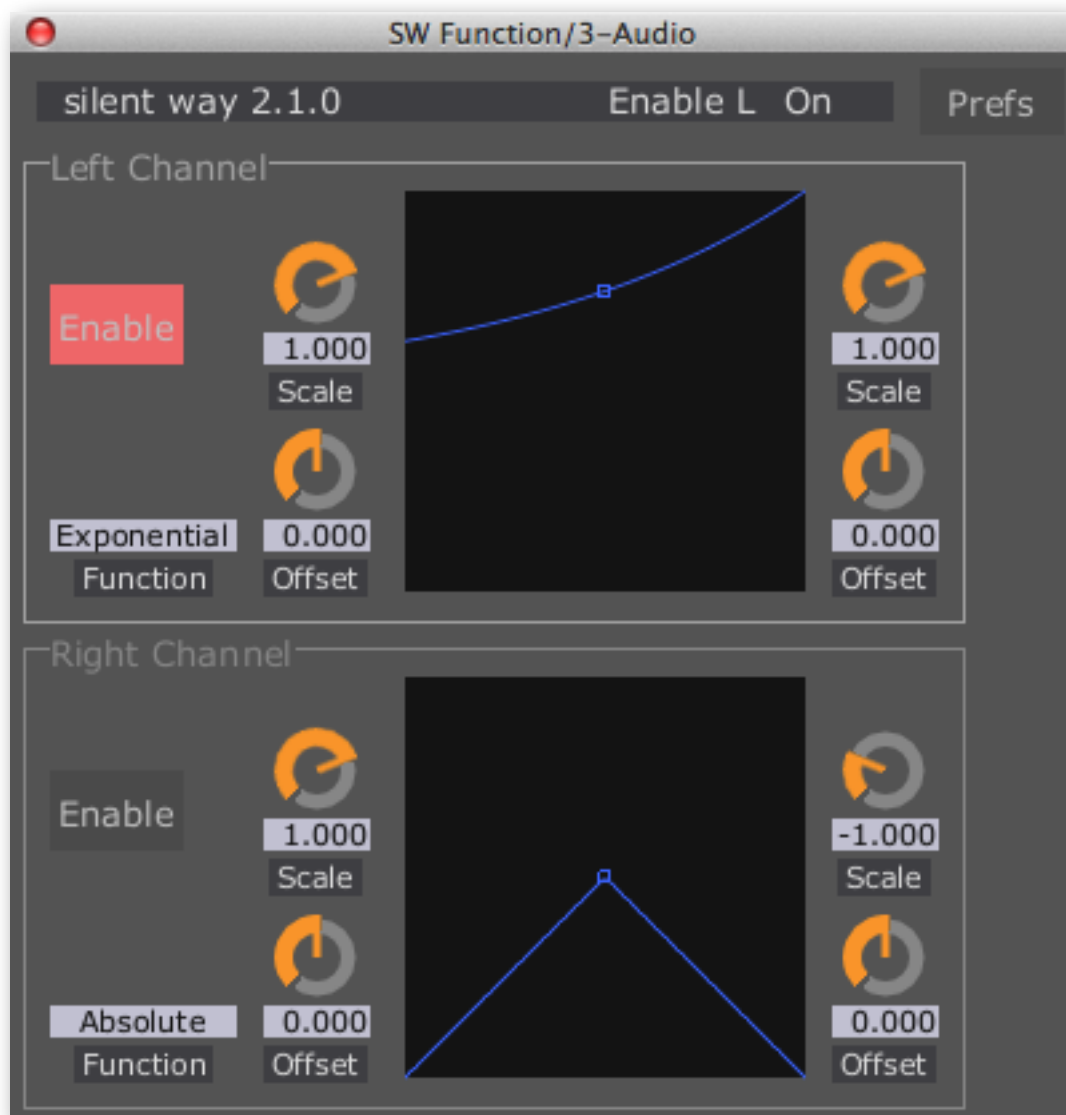 SW Function/3-Audio
silent way 2.1.0 Enable L On Prefs
Left Channel
Enable
1.000 1.000
Scale Scale
Exponential 0.000 0.000
Function Offset Offset
Right Channel
Enable
1.000 -1.000
Scale Scale
Absolute 0.000 0.000
Function Offset Offset